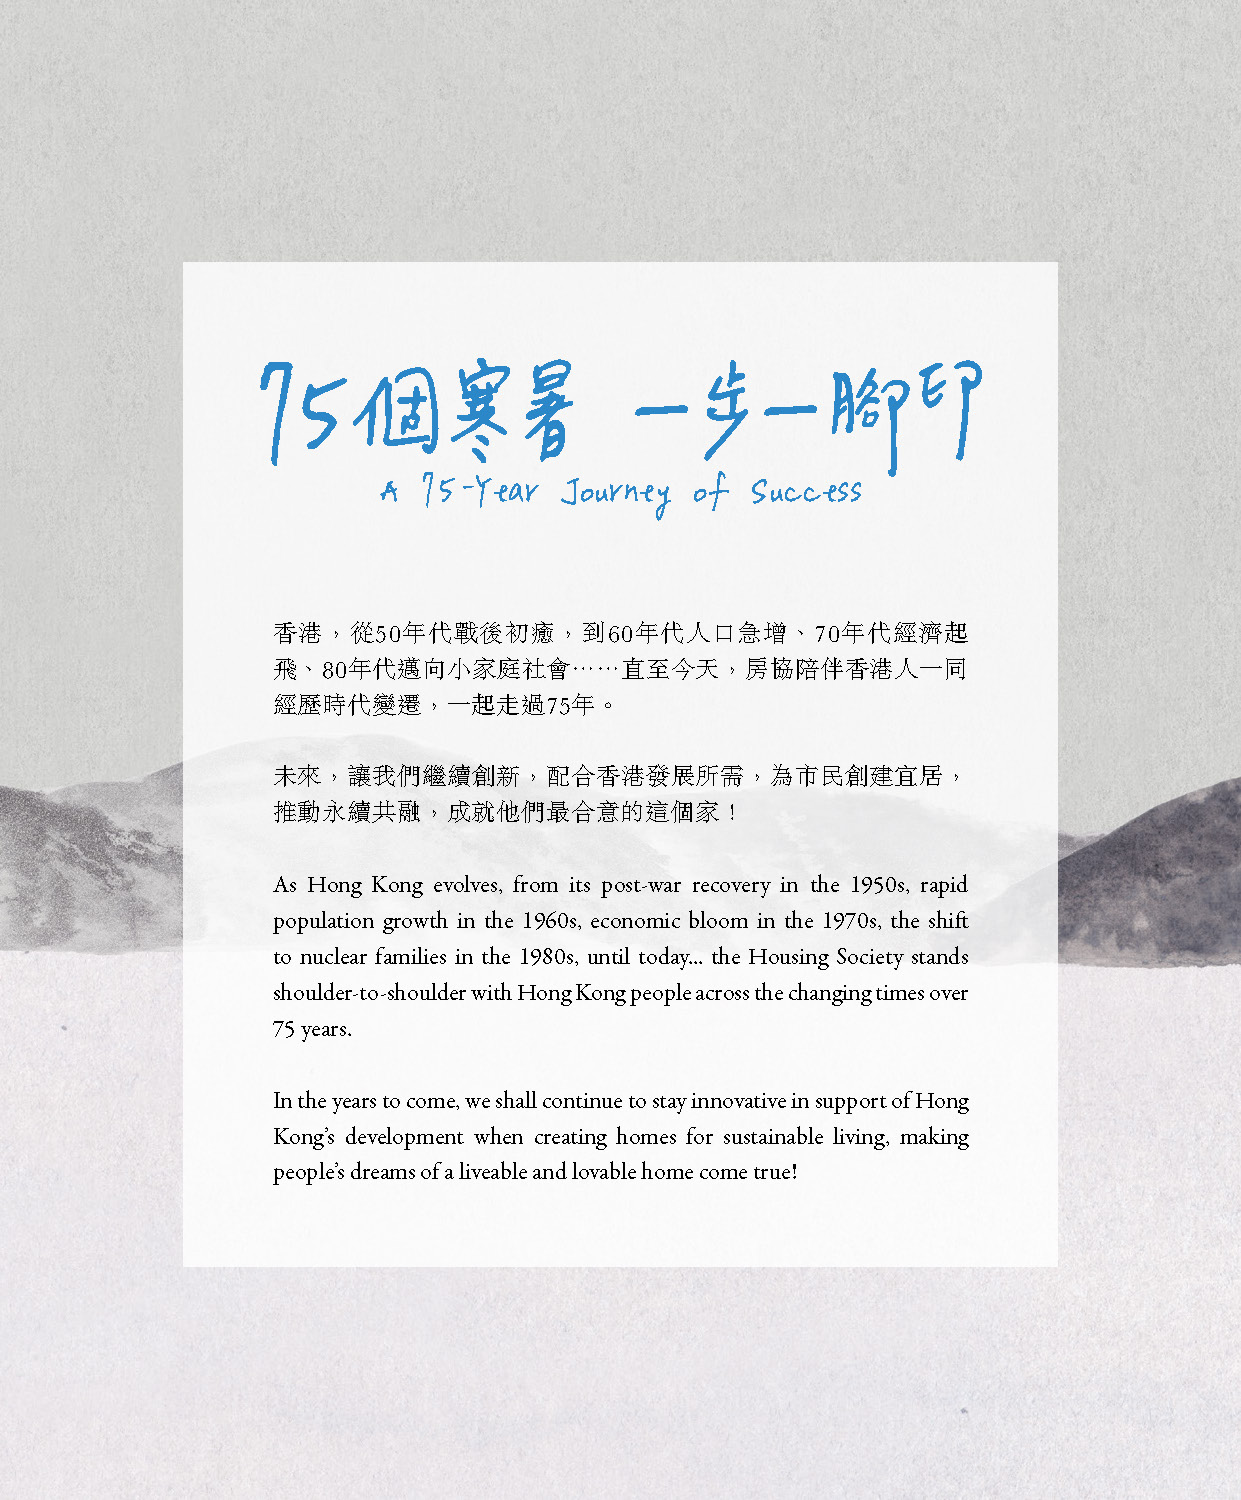 75個寒暑 一步一腳印
A 75-Year Journey of Success
香港，從50年代戰後初癒，到60年代人口急增、70年代經濟起
飛、80年代邁向小家庭社會⋯⋯直至今天，房協陪伴香港人一同
經歷時代變遷，一起走過75年。
未來，讓我們繼續創新，配合香港發展所需，為市民創建宜居，
推動永續共融，成就他們最合意的這個家！
As Hong Kong evolves, from its post-war recovery in the 1950s, rapid
population growth in the 1960s, economic bloom in the 1970s, the shift
to nuclear families in the 1980s, until today... the Housing Society stands
shoulder-to-shoulder with Hong Kong people across the changing times over
75 years.
In the years to come, we shall continue to stay innovative in support of Hong
Kong’s development when creating homes for sustainable living, making
people’s dreams of a liveable and lovable home come true!